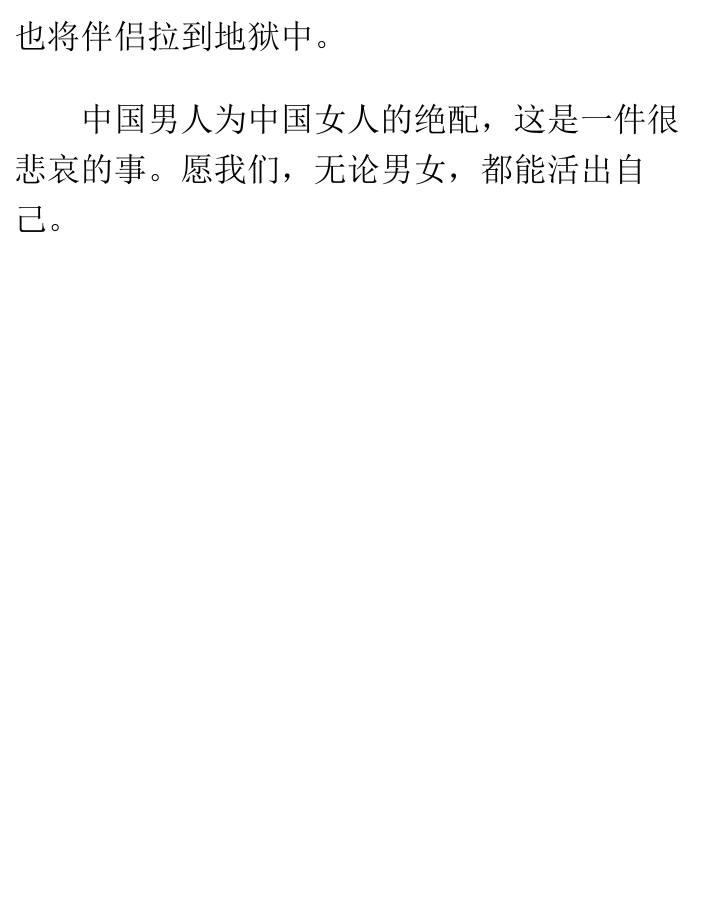 也将伴侣拉到地狱中。
中国男人为中国女人的绝配，这是一件很
悲哀的事。愿我们，无论男女，都能活出自
己。